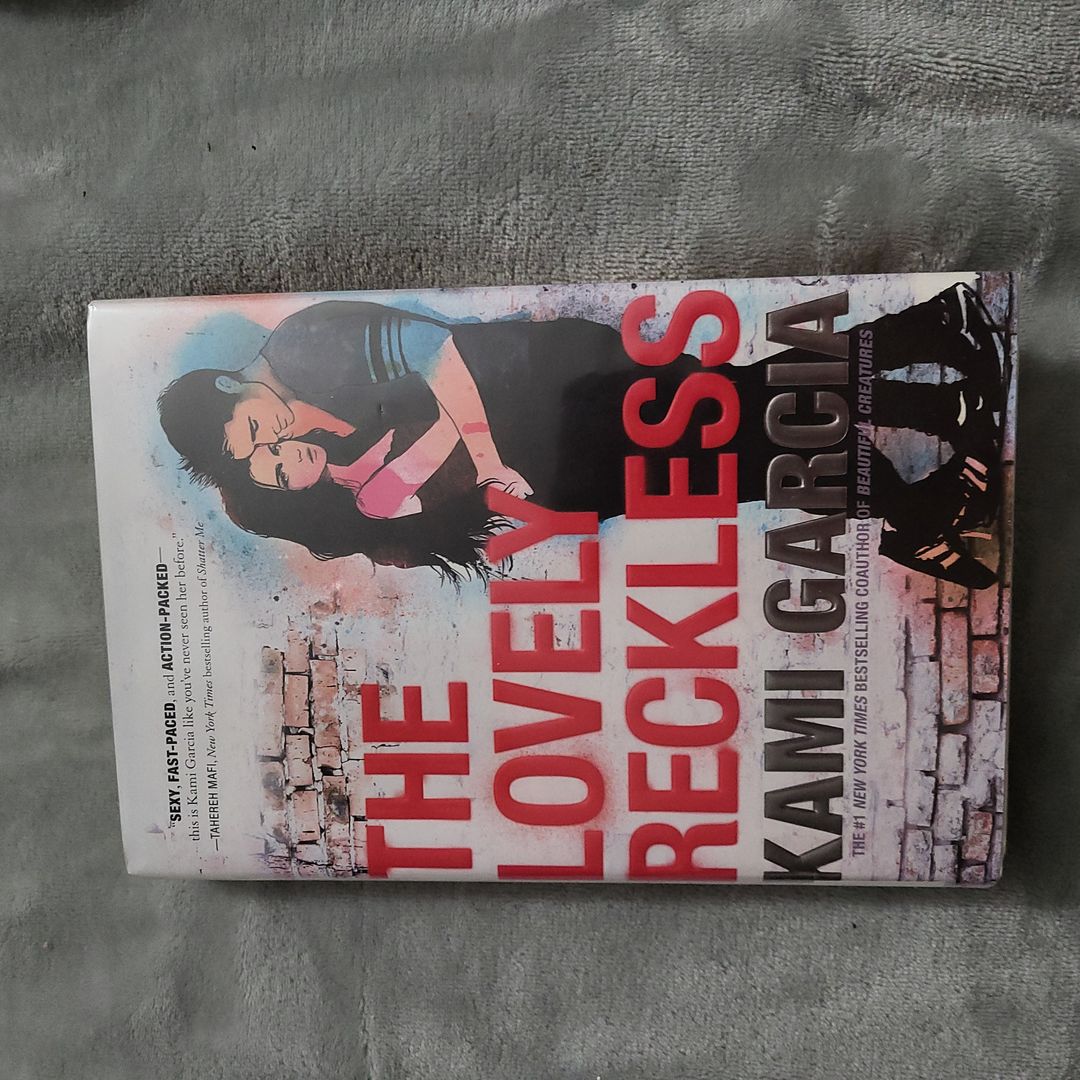 "SEXY, FAST-PACED, and ACTION-PACKED—
this is Kami Garcia like you've never seen her before."
—TAHEREH MAFI, New York Times bestselling author of Shatter Me
THE
LOVELY
RECKLESS
KAMI GARCIA
THE #1 NEW YORK TIMES BESTSELLING COAUTHOR OF BEAUTIFUL CREATURES